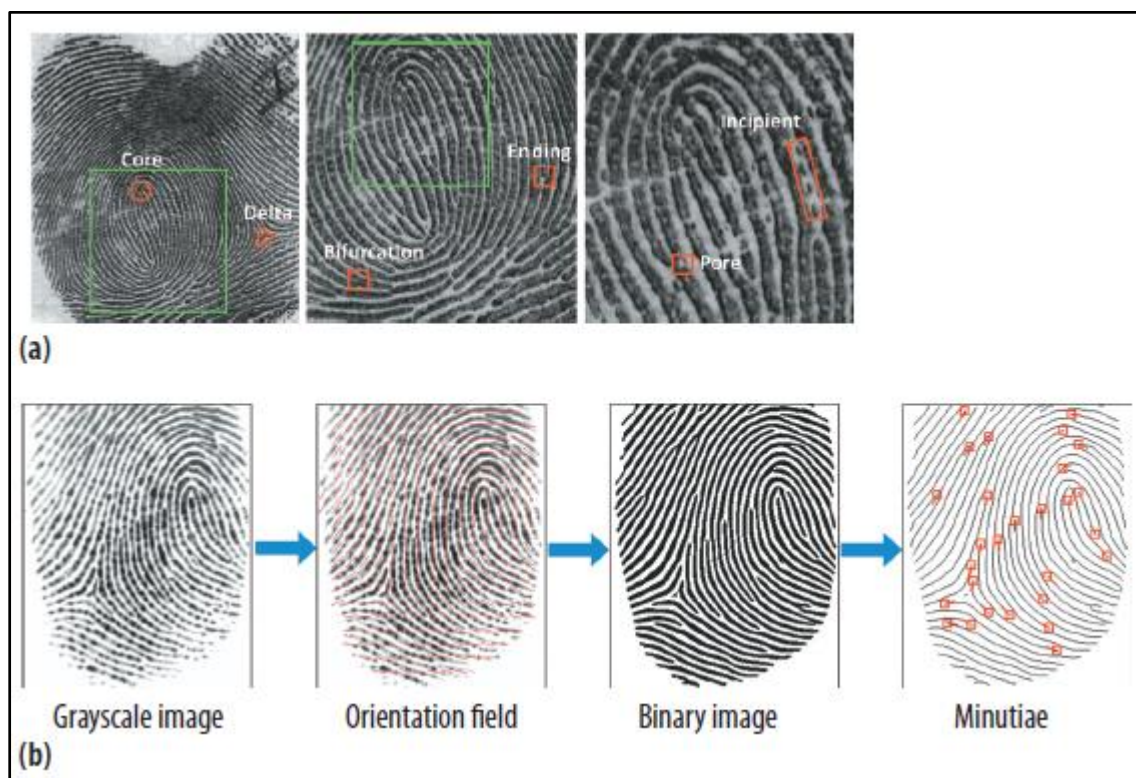 Core
Delta
Ending
Bifurcation
Incipient
Pore
(a)
Grayscale image
Orientation field
Binary image
Minutiae
(b)